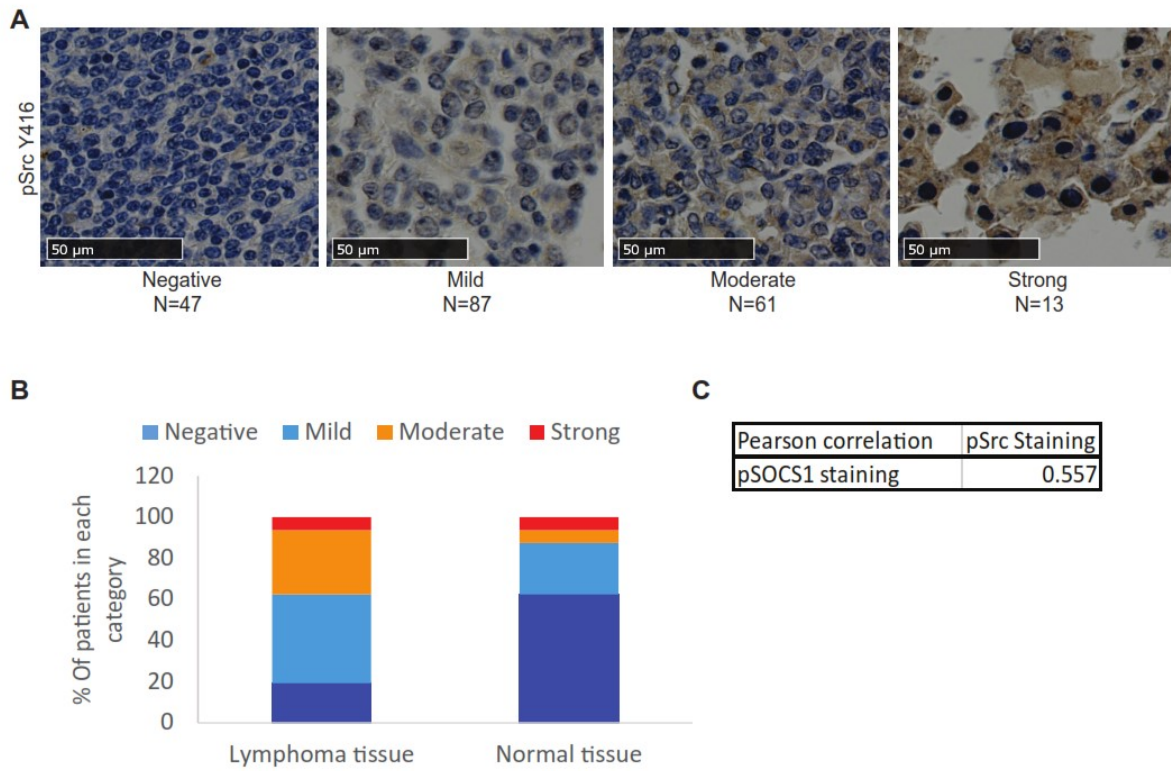 A
pSrc Y416
50 µm
50 µm
50 µm
50 µm
Negative
N=47
Mild
N=87
Moderate
N=61
Strong
N=13
B
Negative Mild Moderate Strong
% Of patients in each
category
120
100
80
60
40
20
0
Lymphoma tissue Normal tissue
C
Pearson correlation pSrc Staining
pSOCS1 staining 0.557